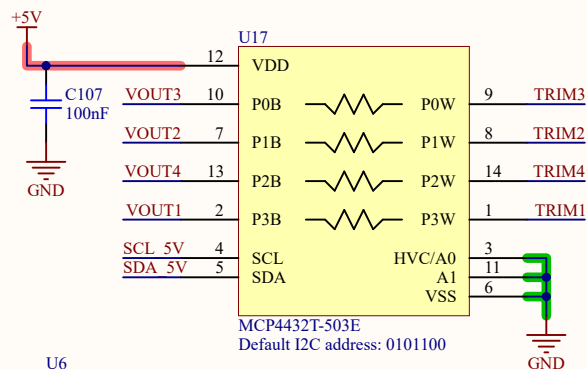 +5V
U17
12 VDD
C107
100nF
VOUT3 10 P0B P0W 9 TRIM3
VOUT2 7 P1B P1W 8 TRIM2
VOUT4 13 P2B P2W 14 TRIM4
VOUT1 2 P3B P3W 1 TRIM1
GND
SCL_5V 4 SCL HVC/A0 3
SDA_5V 5 SDA A1 11
VSS 6
MCP4432T-503E
Default I2C address: 0101100
GND
U6